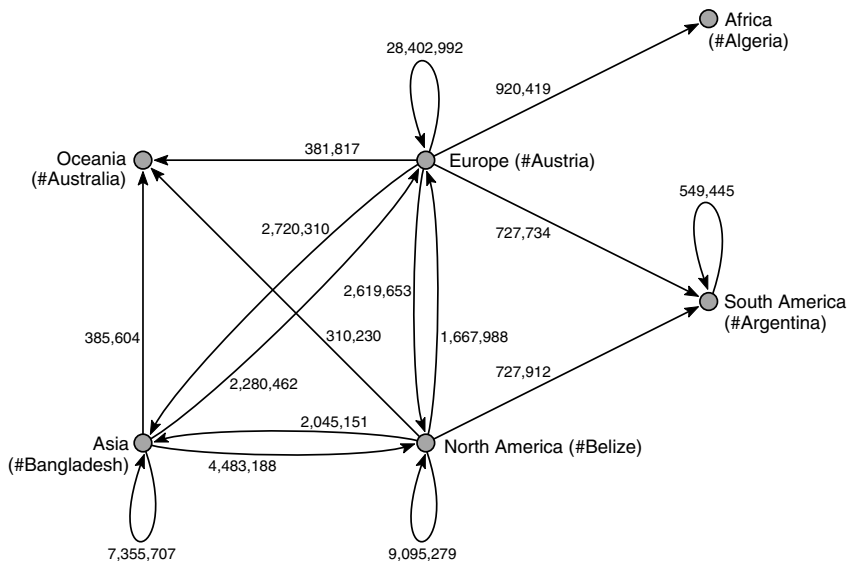 Africa
(#Algeria)
28,402,992
920,419
381,817
Oceania
(#Australia)
Europe (#Austria)
549,445
2,720,310
727,734
2,619,653
South America
(#Argentina)
385,604
310,230
1,667,988
727,912
2,280,462
2,045,151
Asia
(#Bangladesh)
North America (#Belize)
4,483,188
7,355,707
9,095,279